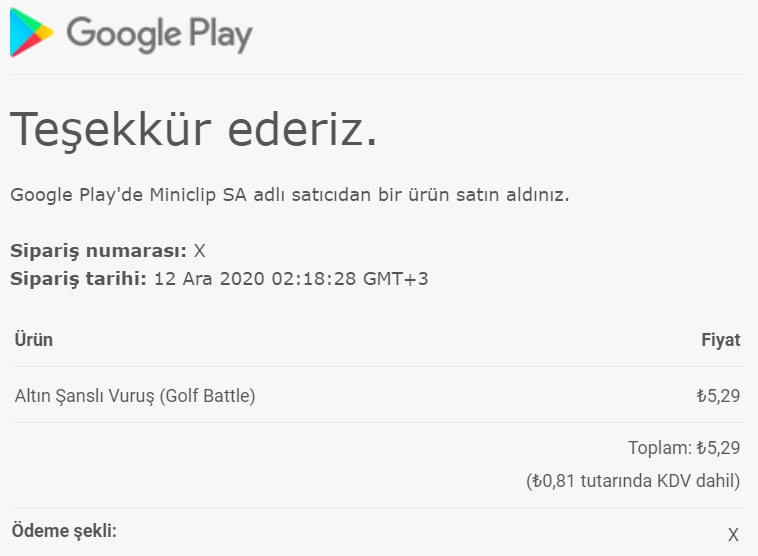 Google Play
Teşekkür ederiz.
Google Play'de Miniclip SA adlı satıcıdan bir ürün satın aldınız.
Sipariş numarası: X
Sipariş tarihi: 12 Ara 2020 02:18:28 GMT+3
Ürün Fiyat
Altın Şanslı Vuruş (Golf Battle) ₺5,29
Toplam: ₺5,29
(₺0,81 tutarında KDV dahil)
Ödeme şekli: X